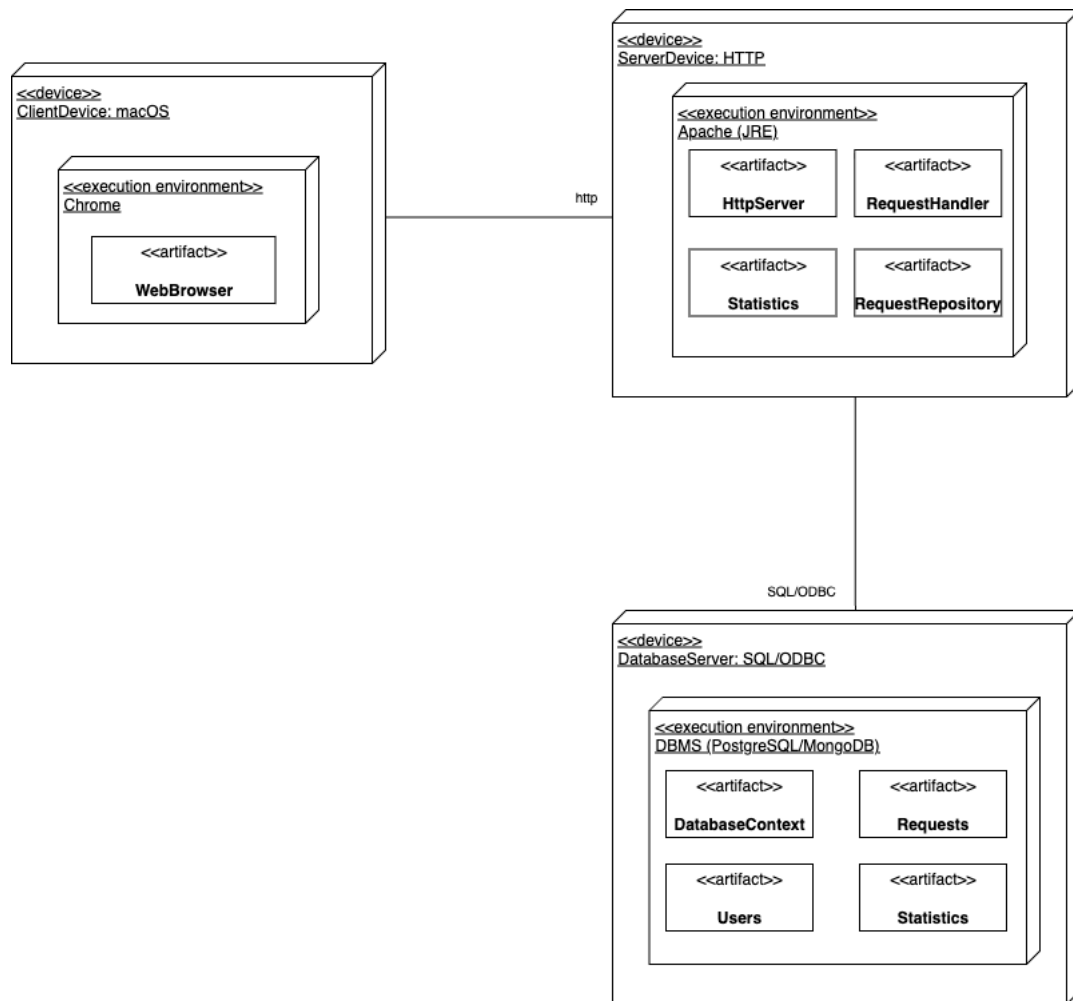 <<device>>
ClientDevice: macOS
<<execution environment>>
Chrome
<<artifact>>
WebBrowser
http
<<device>>
ServerDevice: HTTP
<<execution environment>>
Apache (JRE)
<<artifact>>
HttpServer
<<artifact>>
RequestHandler
<<artifact>>
Statistics
<<artifact>>
RequestRepository
SQL/ODBC
<<device>>
DatabaseServer: SQL/ODBC
<<execution environment>>
DBMS (PostgreSQL/MongoDB)
<<artifact>>
DatabaseContext
<<artifact>>
Requests
<<artifact>>
Users
<<artifact>>
Statistics